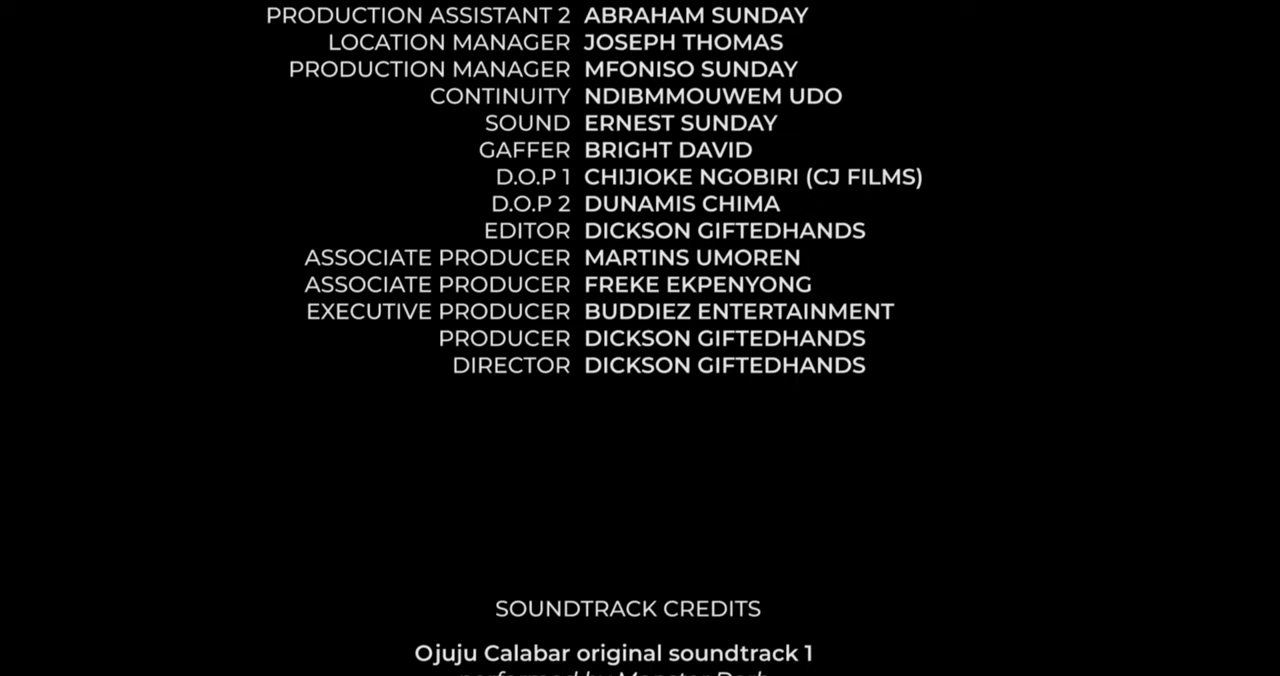 PRODUCTION ASSISTANT 2 ABRAHAM SUNDAY
LOCATION MANAGER JOSEPH THOMAS
PRODUCTION MANAGER MFONISO SUNDAY
CONTINUITY NDIBMMOUWEM UDO
SOUND ERNEST SUNDAY
GAFFER BRIGHT DAVID
D.O.P 1 CHIJIOKE NGOBIRI (CJ FILMS)
D.O.P 2 DUNAMIS CHIMA
EDITOR DICKSON GIFTEDHANDS
ASSOCIATE PRODUCER MARTINS UMOREN
ASSOCIATE PRODUCER FREKE EKPENYONG
EXECUTIVE PRODUCER BUDDIEZ ENTERTAINMENT
PRODUCER DICKSON GIFTEDHANDS
DIRECTOR DICKSON GIFTEDHANDS
SOUNDTRACK CREDITS
Ojuju Calabar original soundtrack 1
performed by